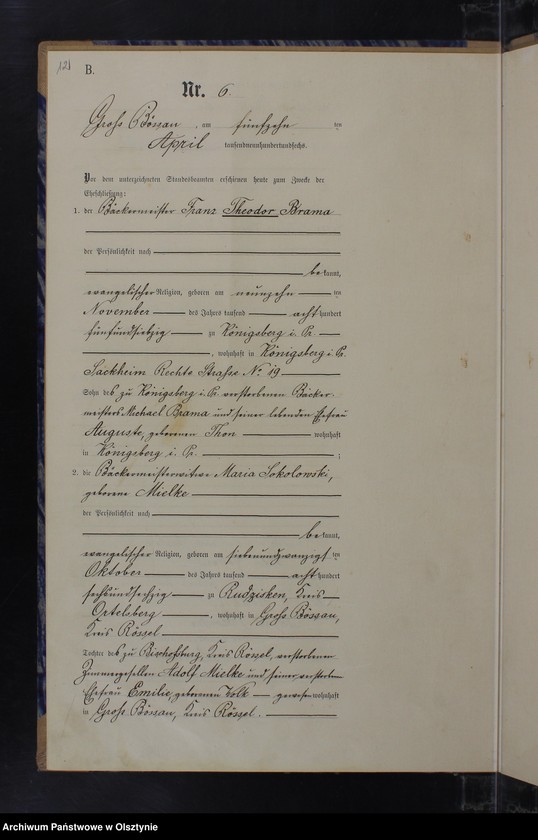 121
B.
Nr. 6.
Gross Bössau, am fünfzehn ten
April tausendneunhundertundsechs.
Vor dem unterzeichneten Standesbeamten erschienen heute zum Zwecke der
Eheschließung:
1. der Bäckermeister Franz Theodor Brama
der Persönlichkeit nach
bekannt,
evangelischer Religion, geboren am neunzehn ten
November des Jahres tausend acht hundert
fünfundsiebzig zu Königsberg i. Pr.
, wohnhaft in Königsberg i. Pr.
Sackheim Rechte Strasse No 19
Sohn des zu Königsberg i. Pr verstorbenen Bäcker-
meisters Michael Brama und seiner lebenden Ehefrau
Auguste, geborenen Thon wohnhaft
in Königsberg i. Pr. ;
2. die Bäckermeisterwitwe Maria Sokolowski,
geborene Mielke
der Persönlichkeit nach
bekannt,
evangelischer Religion, geboren am siebenundzwanzigsten
Oktober des Jahres tausend acht hundert
sechsundsechzig zu Rudzisken, Kreis
Ortelsberg , wohnhaft in Gross Bössau,
Kreis Rössel
Tochter des zu Bischofsburg, Kreis Rössel, verstorbenen
Zimmergesellen Adolf Mielke und seiner verstorbenen
Ehefrau Emilie, geborenen Volk gewesen wohnhaft
in Gross Bössau, Kreis Rössel.
Archiwum Państwowe w Olsztynie